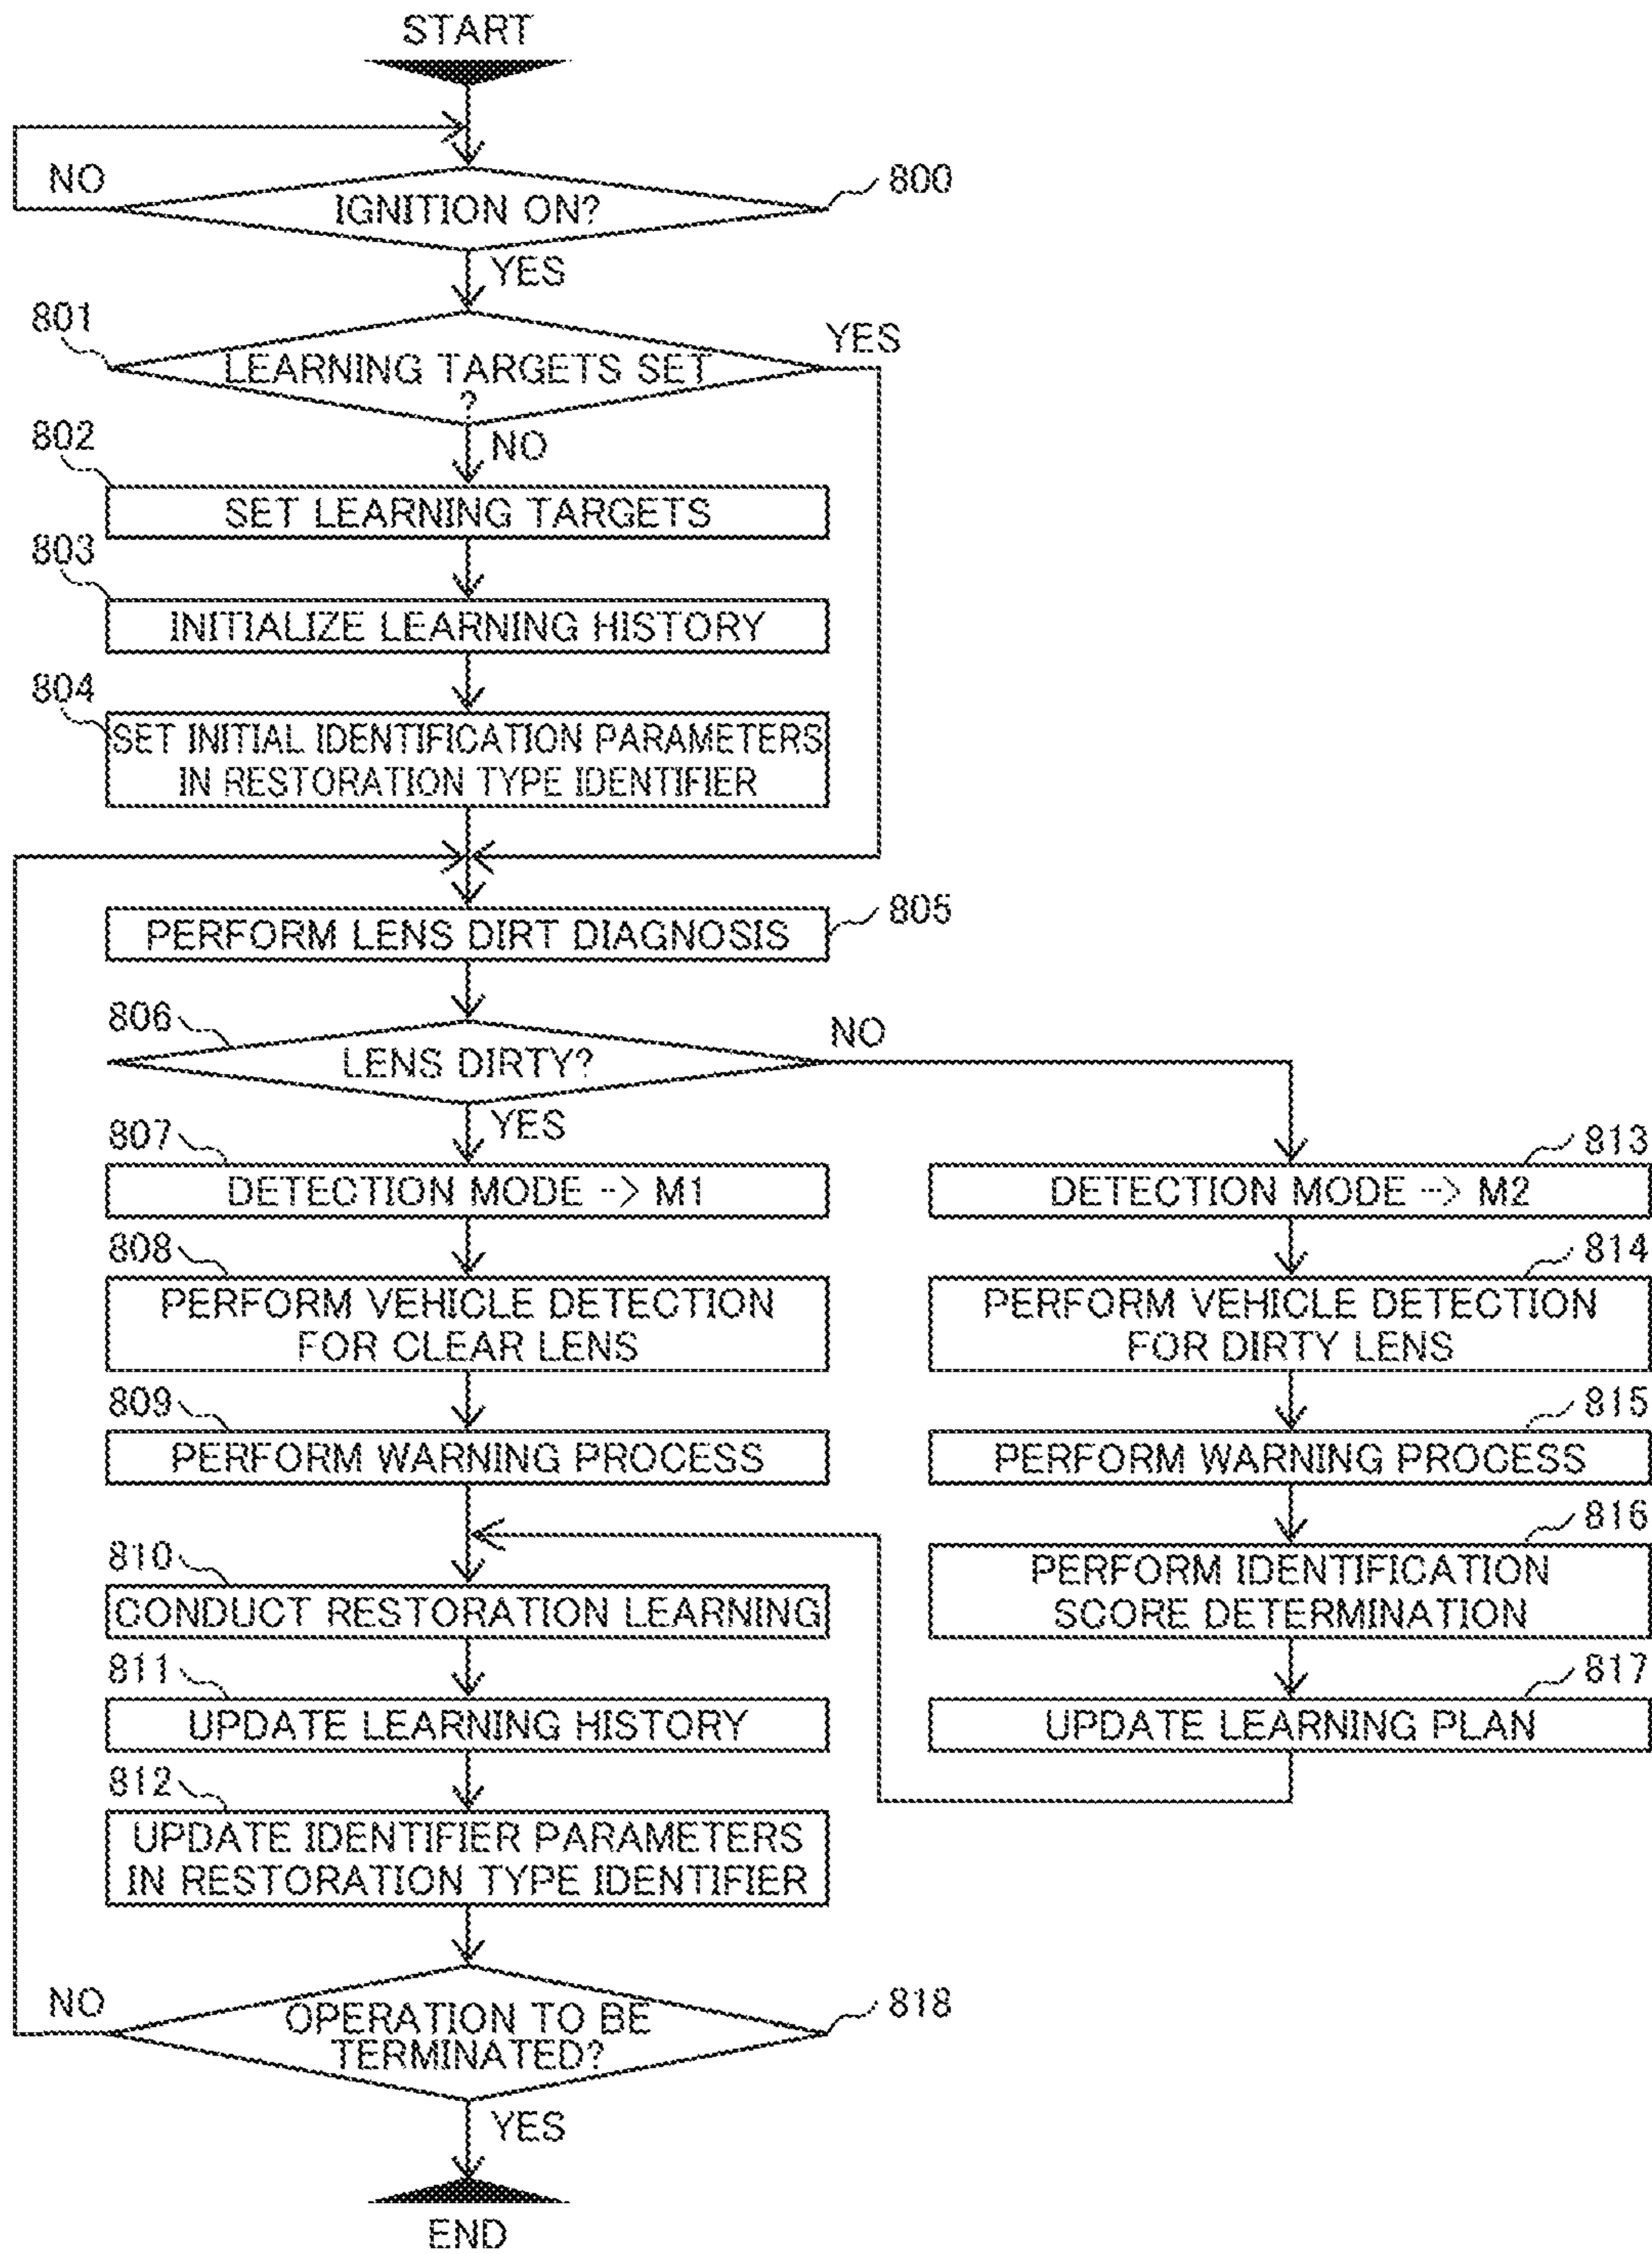 START
NO
IGNITION ON?
800
YES
801
LEARNING TARGETS SET
?
YES
NO
802
SET LEARNING TARGETS
803
INITIALIZE LEARNING HISTORY
804
SET INITIAL IDENTIFICATION PARAMETERS
IN RESTORATION TYPE IDENTIFIER
PERFORM LENS DIRT DIAGNOSIS
805
806
LENS DIRTY?
NO
YES
807
DETECTION MODE --> M1
808
PERFORM VEHICLE DETECTION
FOR CLEAR LENS
809
PERFORM WARNING PROCESS
810
CONDUCT RESTORATION LEARNING
811
UPDATE LEARNING HISTORY
812
UPDATE IDENTIFIER PARAMETERS
IN RESTORATION TYPE IDENTIFIER
813
DETECTION MODE --> M2
814
PERFORM VEHICLE DETECTION
FOR DIRTY LENS
815
PERFORM WARNING PROCESS
816
PERFORM IDENTIFICATION
SCORE DETERMINATION
817
UPDATE LEARNING PLAN
NO
OPERATION TO BE
TERMINATED?
818
YES
END